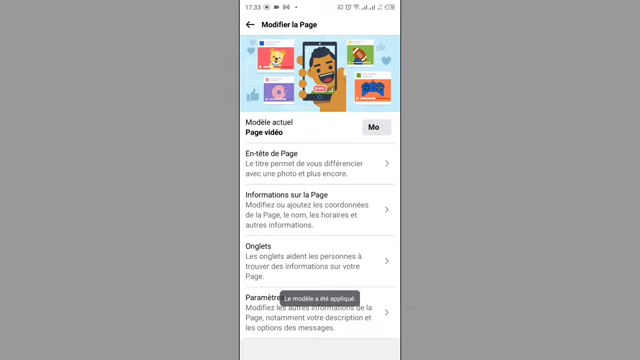 17:33
Modifier la Page
Modèle actuel
Page vidéo
Mo
En-tête de Page
Le titre permet de vous différencier
avec une photo et plus encore.
Informations sur la Page
Modifiez ou ajoutez les coordonnées
de la Page, le nom, les horaires et
autres informations.
Onglets
Les onglets aident les personnes à
trouver des informations sur votre
Page.
Paramètres
Le modèle a été appliqué.
Modifiez les autres informations de la
Page, notamment votre description et
les options des messages.